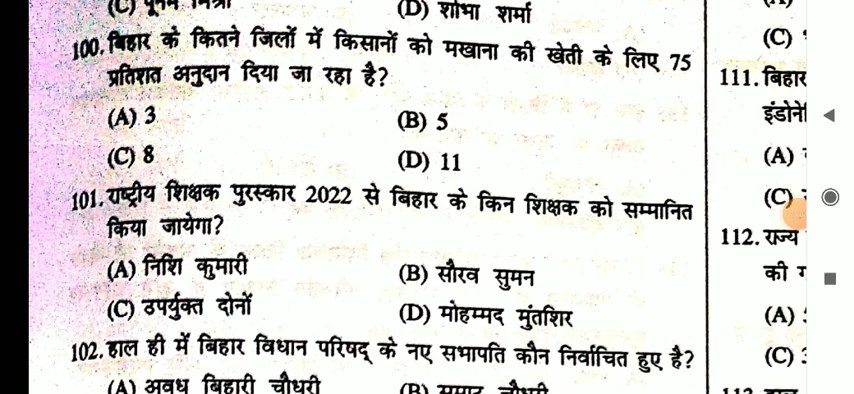 (D) शोभा शर्मा
100. बिहार के कितने जिलों में किसानों को मखाना की खेती के लिए 75
प्रतिशत अनुदान दिया जा रहा है?
(A) 3 (B) 5
(C) 8 (D) 11
101. राष्ट्रीय शिक्षक पुरस्कार 2022 से बिहार के किन शिक्षक को सम्मानित
किया जायेगा?
(A) निशि कुमारी (B) सौरव सुमन
(C) उपर्युक्त दोनों (D) मोहम्मद मुंतशिर
102. हाल ही में बिहार विधान परिषद् के नए सभापति कौन निर्वाचित हुए है?
(A) अवध बिहारी चौधरी (B)
(C)
111. बिहार
(A)
(C)
112. राज्य
की
(A)
(C)